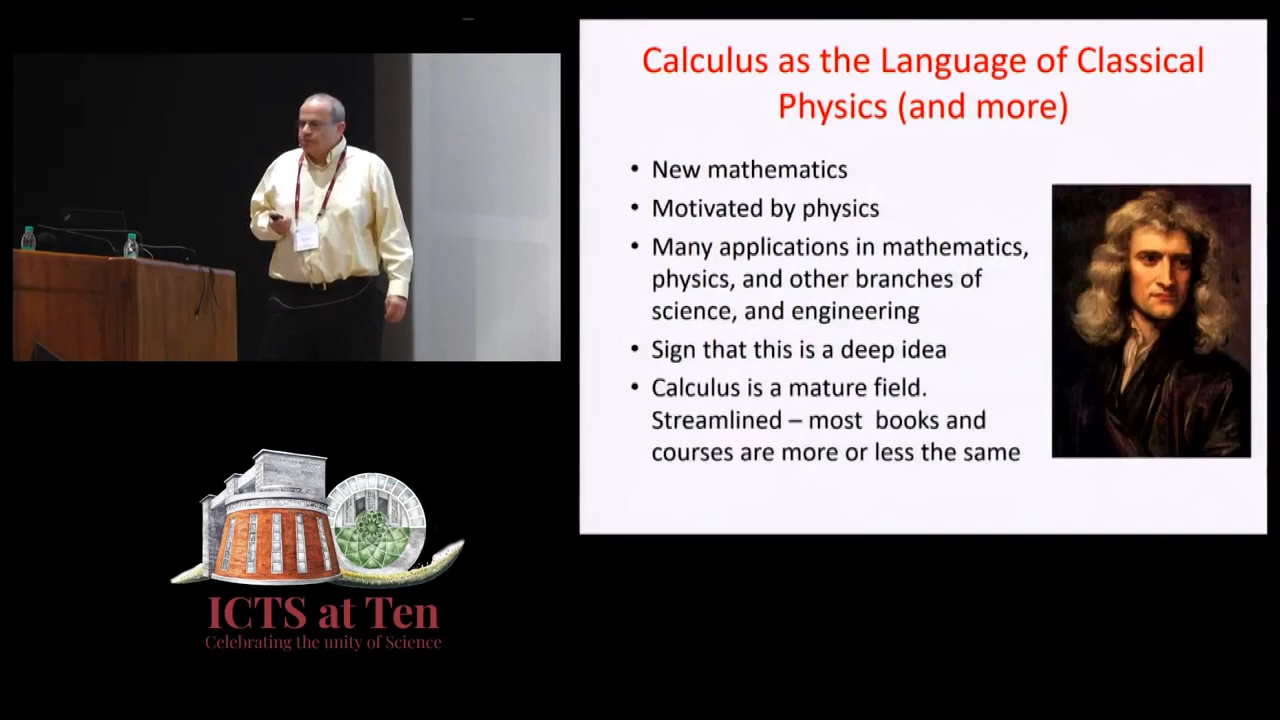 Calculus as the Language of Classical
Physics (and more)
• New mathematics
• Motivated by physics
• Many applications in mathematics,
physics, and other branches of
science, and engineering
• Sign that this is a deep idea
• Calculus is a mature field.
Streamlined – most books and
courses are more or less the same
ICTS at Ten
Celebrating the unity of Science